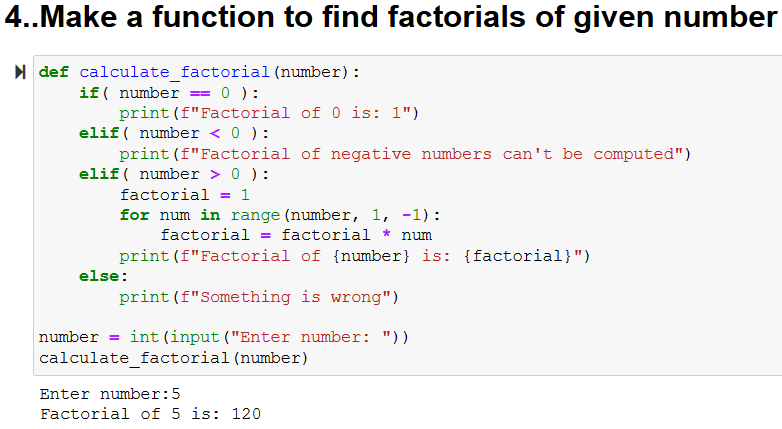 4..Make a function to find factorials of given number
def calculate_factorial(number):
    if( number == 0 ):
        print(f"Factorial of 0 is: 1")
    elif( number < 0 ):
        print(f"Factorial of negative numbers can't be computed")
    elif( number > 0 ):
        factorial = 1
        for num in range(number, 1, -1):
            factorial = factorial * num
        print(f"Factorial of {number} is: {factorial}")
    else:
        print(f"Something is wrong")
number = int(input("Enter number: "))
calculate_factorial(number)
Enter number:5
Factorial of 5 is: 120